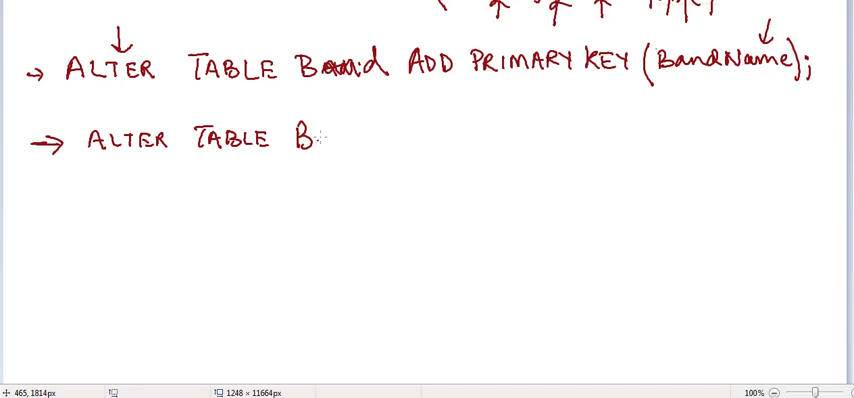 → ALTER TABLE Band ADD PRIMARY KEY (BandName);
→ ALTER TABLE B
465, 1814px 1248 × 11664px 100%